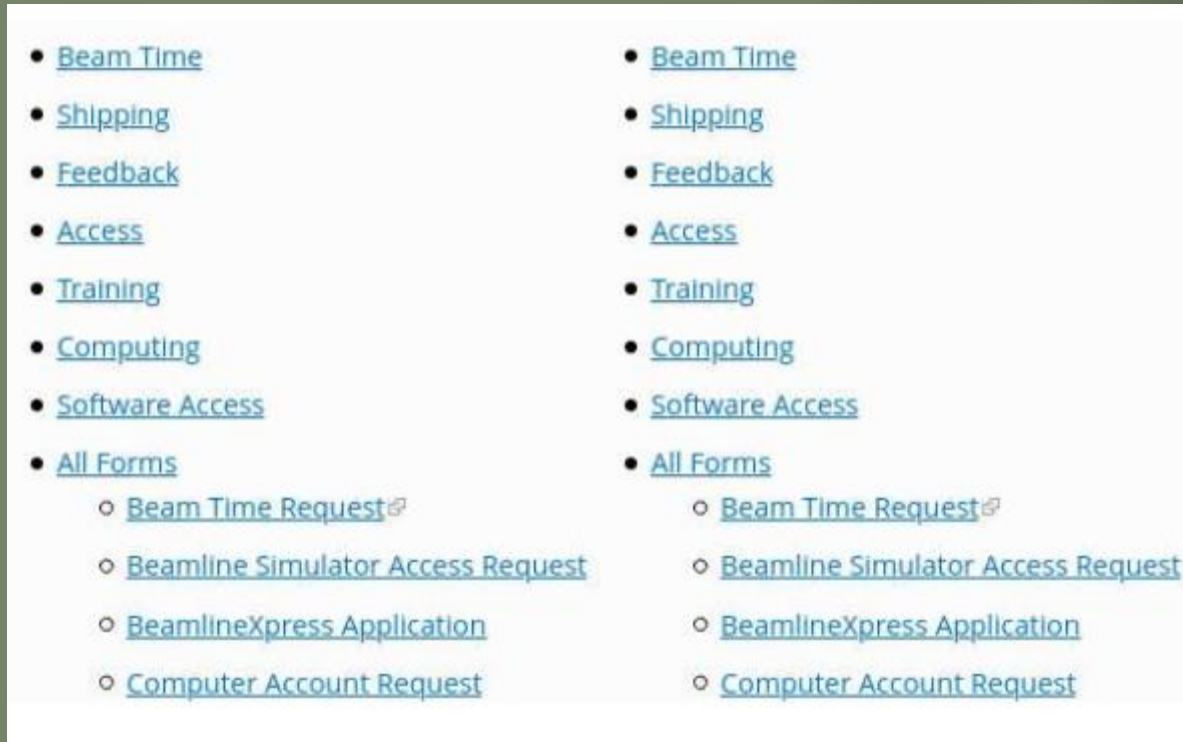 Beam Time
Shipping
Feedback
Access
Training
Computing
Software Access
All Forms
Beam Time Request
Beamline Simulator Access Request
BeamlineXpress Application
Computer Account Request
Beam Time
Shipping
Feedback
Access
Training
Computing
Software Access
All Forms
Beam Time Request
Beamline Simulator Access Request
BeamlineXpress Application
Computer Account Request